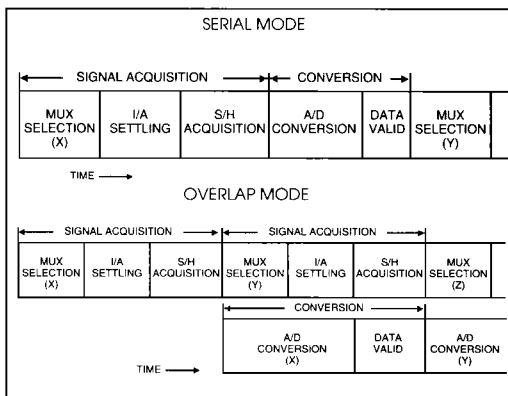 SERIAL MODE
SIGNAL ACQUISITION CONVERSION
MUX SELECTION (X) I/A SETTLING S/H ACQUISITION A/D CONVERSION DATA VALID MUX SELECTION (Y)
TIME
OVERLAP MODE
SIGNAL ACQUISITION SIGNAL ACQUISITION
MUX SELECTION (X) I/A SETTLING S/H ACQUISITION MUX SELECTION (Y) I/A SETTLING S/H ACQUISITION MUX SELECTION (Z)
CONVERSION
A/D CONVERSION (X) DATA VALID A/D CONVERSION (Y)
TIME